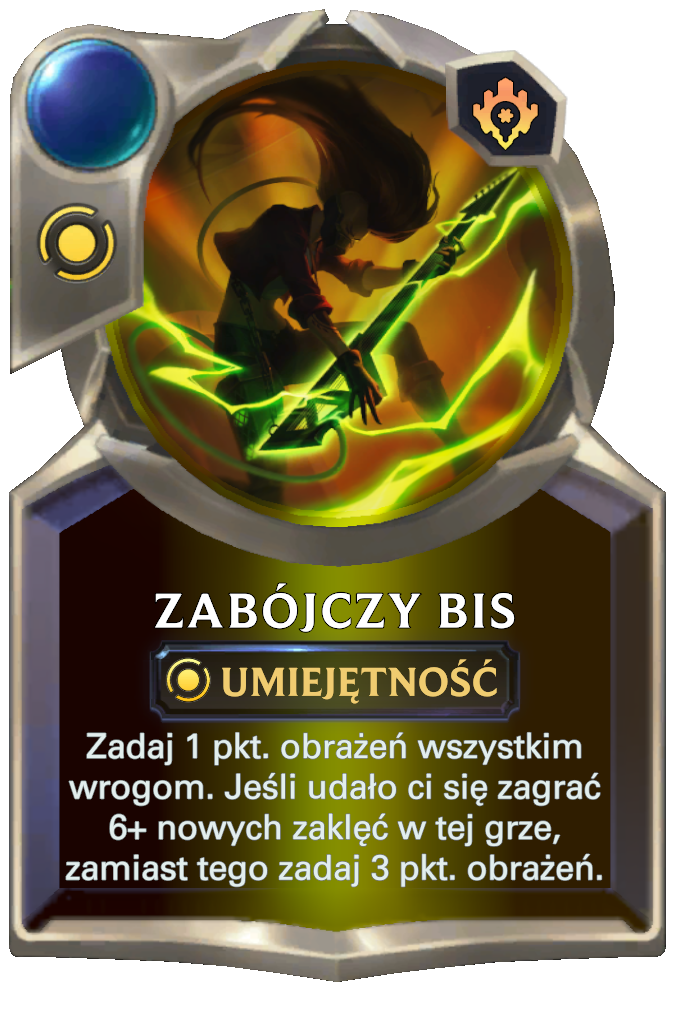 ZABÓJCZY BIS
UMIEJĘTNOŚĆ
Zadaj 1 pkt. obrażeń wszystkim
wrogom. Jeśli udało ci się zagrać
6+ nowych zaklęć w tej grze,
zamiast tego zadaj 3 pkt. obrażeń.